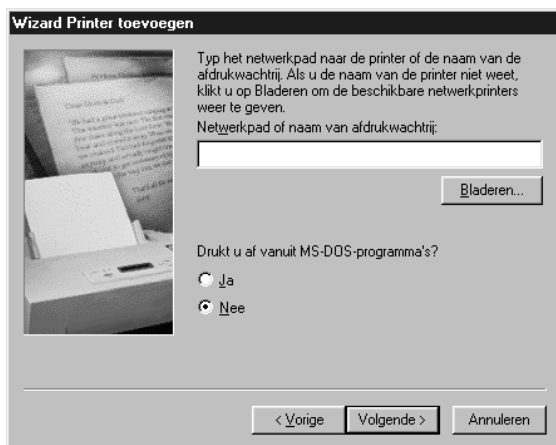 Wizard Printer toevoegen
Typ het netwerkpad naar de printer of de naam van de
afdrukwachtrij. Als u de naam van de printer niet weet,
klikt u op Bladeren om de beschikbare netwerkprinters
weer te geven.
Netwerkpad of naam van afdrukwachtrij:
Bladeren...
Drukt u af vanuit MS-DOS-programma's?
Ja
Nee
< Vorige
Volgende >
Annuleren